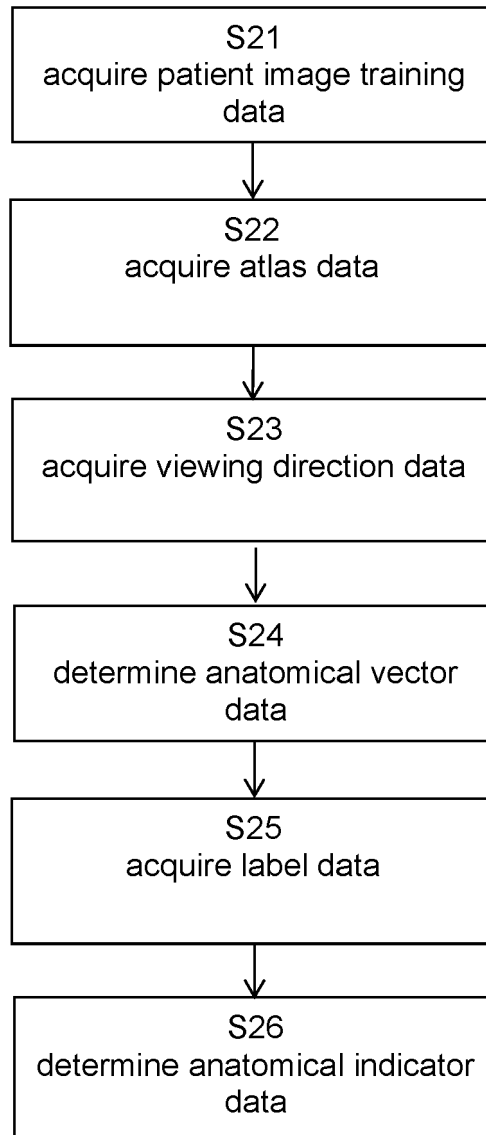 S21
acquire patient image training
data
S22
acquire atlas data
S23
acquire viewing direction data
S24
determine anatomical vector
data
S25
acquire label data
S26
determine anatomical indicator
data